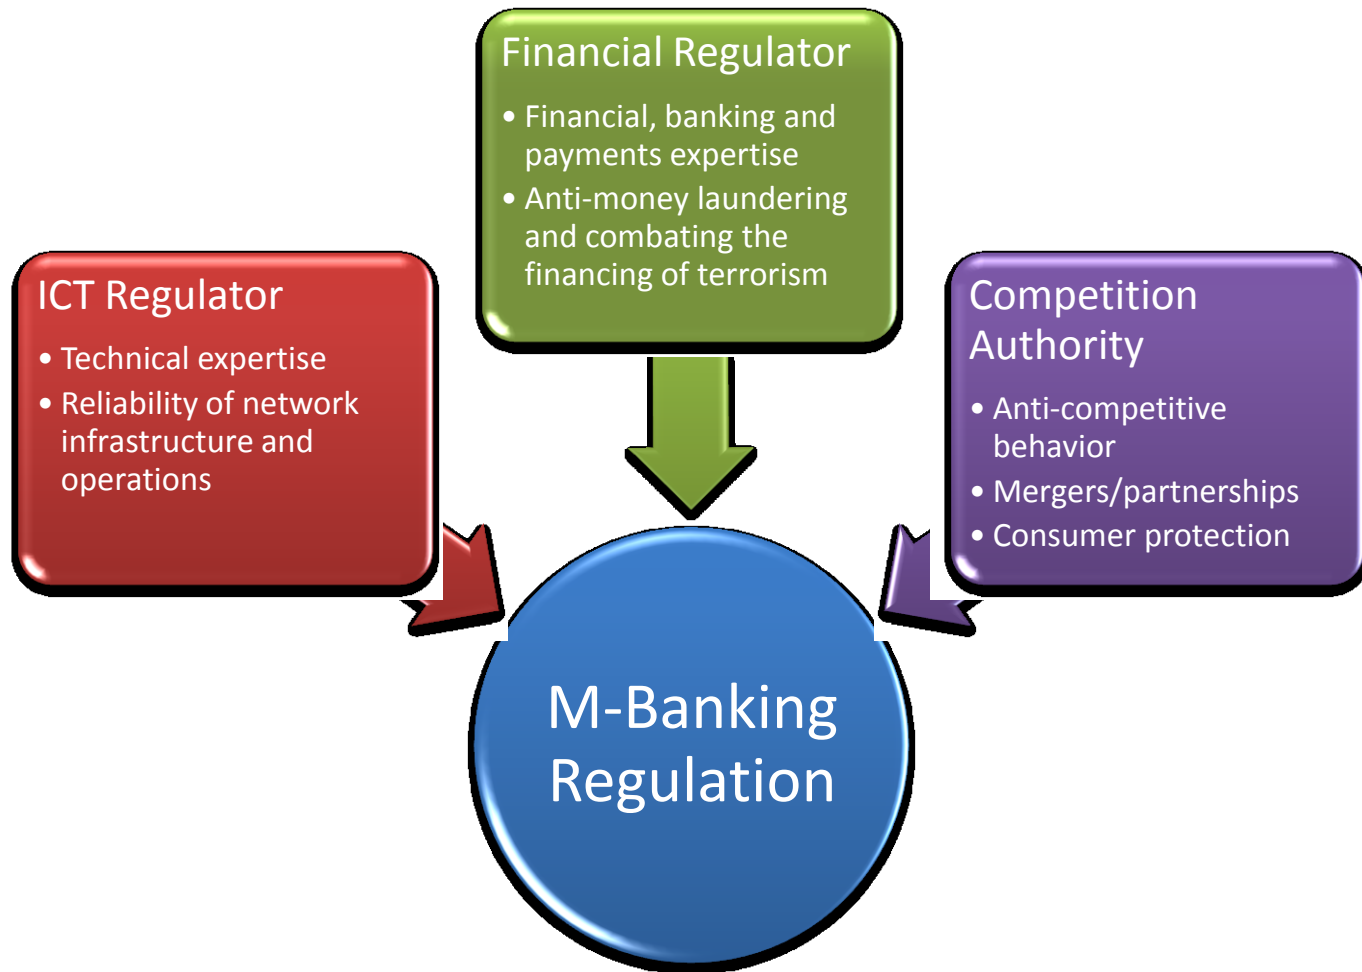 Financial Regulator
• Financial, banking and
payments expertise
• Anti-money laundering
and combating the
financing of terrorism
ICT Regulator
• Technical expertise
• Reliability of network
infrastructure and
operations
Competition
Authority
• Anti-competitive
behavior
• Mergers/partnerships
• Consumer protection
M-Banking
Regulation